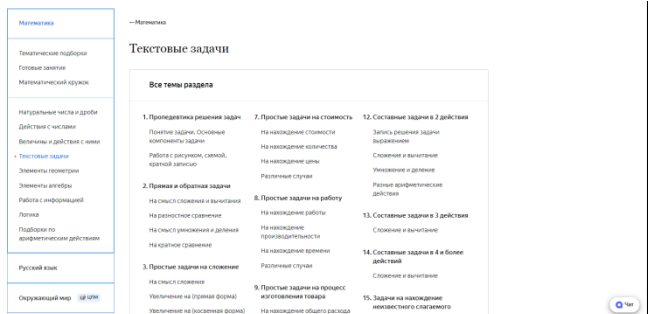 Математика
Тематические подборки
Готовые занятия
Математический кружок
Натуральные числа и дроби
Действия с числами
Величины и действия с ними
Текстовые задачи
Элементы геометрии
Элементы алгебры
Работа с информацией
Логика
Подборки по
арифметическим действиям
Русский язык
Окружающий мир
←Математика
Текстовые задачи
Все темы раздела
1. Пропедевтика решения задач
Понятие задачи. Основные
компоненты задачи
Работа с рисунком, схемой,
краткой записью
2. Прямая и обратная задачи
На смысл сложения и вычитания
На разностное сравнение
На смысл умножения и деления
На кратное сравнение
3. Простые задачи на сложение
На смысл сложения
Увеличение на (прямая форма)
Увеличение на (косвенная форма)
7. Простые задачи на стоимость
На нахождение стоимости
На нахождение количества
На нахождение цены
Различные случаи
8. Простые задачи на работу
На нахождение работы
На нахождение
производительности
На нахождение времени
Различные случаи
9. Простые задачи на процесс
изготовления товара
На нахождение общего расхода
12. Составные задачи в 2 действия
Запись решения задачи
выражением
Сложение и вычитание
Умножение и деление
Разные арифметические
действия
13. Составные задачи в 3 действия
Сложение и вычитание
14. Составные задачи в 4 и более
действий
Сложение и вычитание
15. Задачи на нахождение
неизвестного слагаемого
Чат